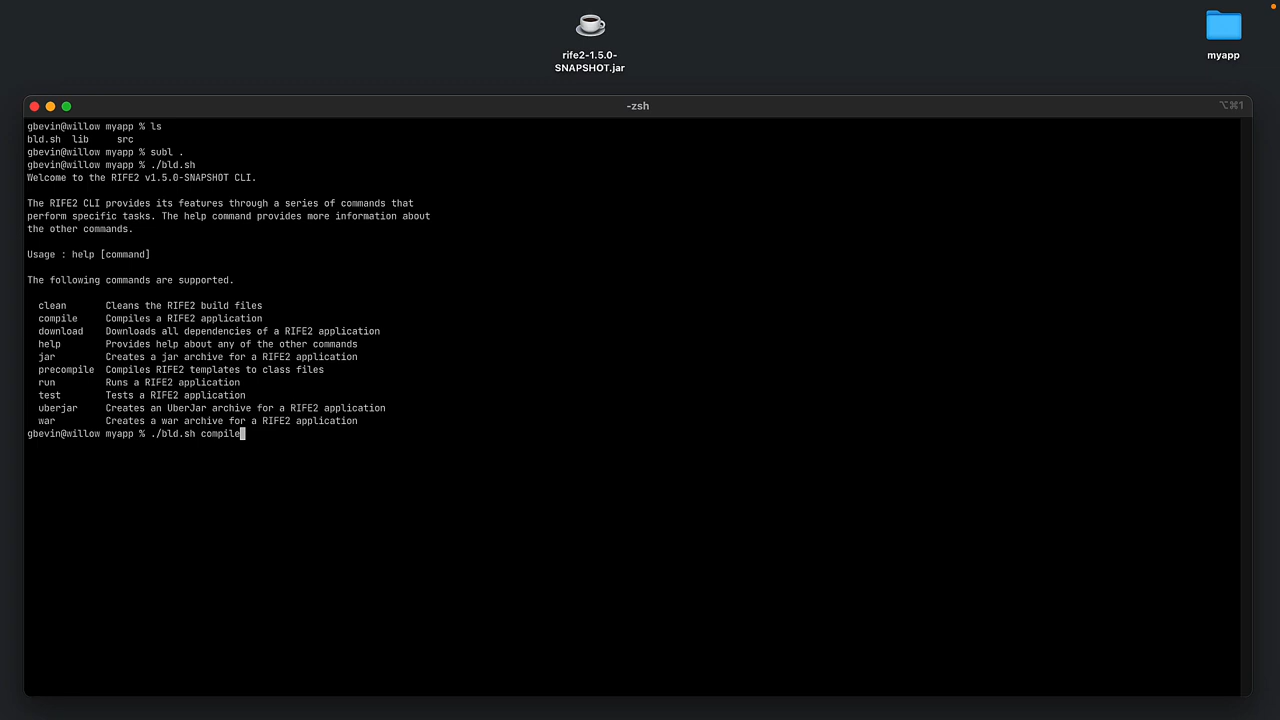 rife2-1.5.0-
SNAPSHOT.jar
myapp
-zsh
⌥⌘1
gbevin@willow myapp % ls
bld.sh  lib     src
gbevin@willow myapp % subl .
gbevin@willow myapp % ./bld.sh
Welcome to the RIFE2 v1.5.0-SNAPSHOT CLI.
The RIFE2 CLI provides its features through a series of commands that
perform specific tasks. The help command provides more information about
the other commands.
Usage : help [command]
The following commands are supported.
  clean       Cleans the RIFE2 build files
  compile     Compiles a RIFE2 application
  download    Downloads all dependencies of a RIFE2 application
  help        Provides help about any of the other commands
  jar         Creates a jar archive for a RIFE2 application
  precompile  Compiles RIFE2 templates to class files
  run         Runs a RIFE2 application
  test        Tests a RIFE2 application
  uberjar     Creates an UberJar archive for a RIFE2 application
  war         Creates a war archive for a RIFE2 application
gbevin@willow myapp % ./bld.sh compile